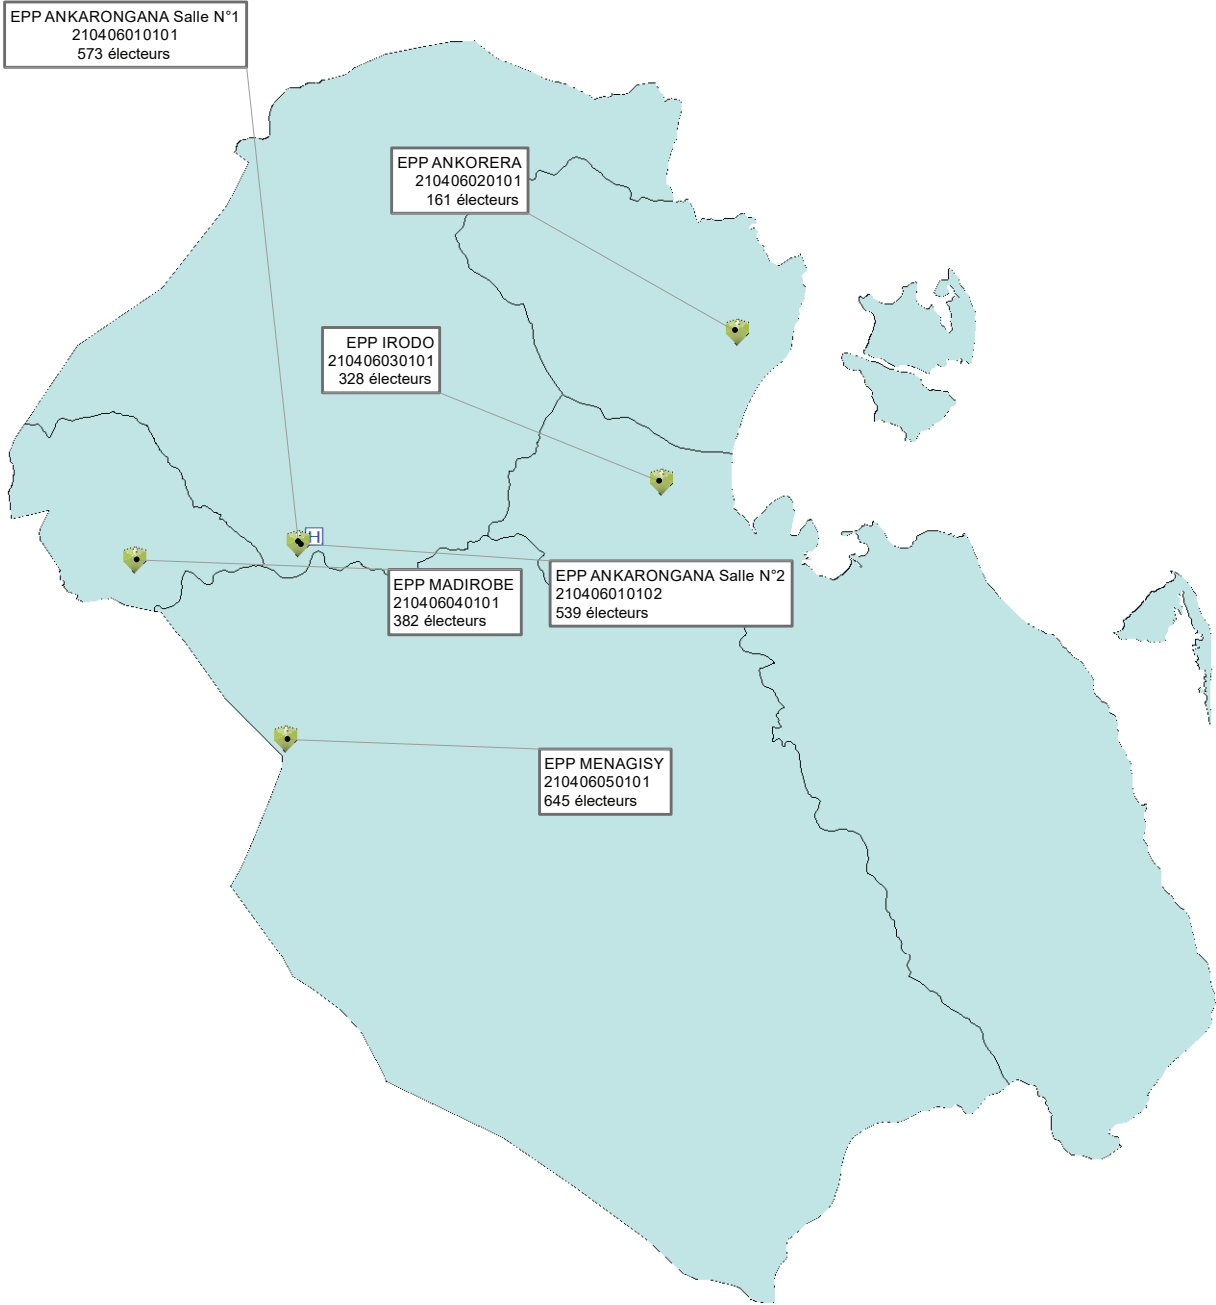 EPP ANKARONGANA Salle N°1
210406010101
573 électeurs
EPP ANKORERA
210406020101
161 électeurs
EPP IRODO
210406030101
328 électeurs
H
EPP MADIROBE
210406040101
382 électeurs
EPP ANKARONGANA Salle N°2
210406010102
539 électeurs
EPP MENAGISY
210406050101
645 électeurs